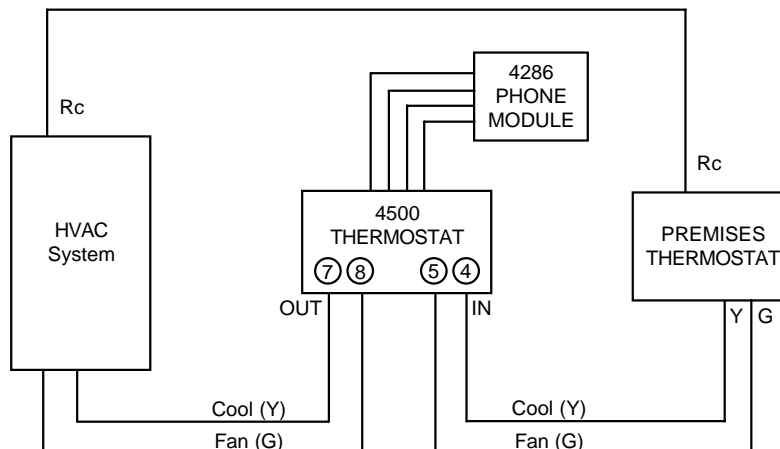 4286
PHONE
MODULE
Rc
Rc
4500
THERMOSTAT
HVAC
System
PREMISES
THERMOSTAT
7 8 5 4
OUT
IN
Y G
Cool (Y)
Cool (Y)
Fan (G)
Fan (G)